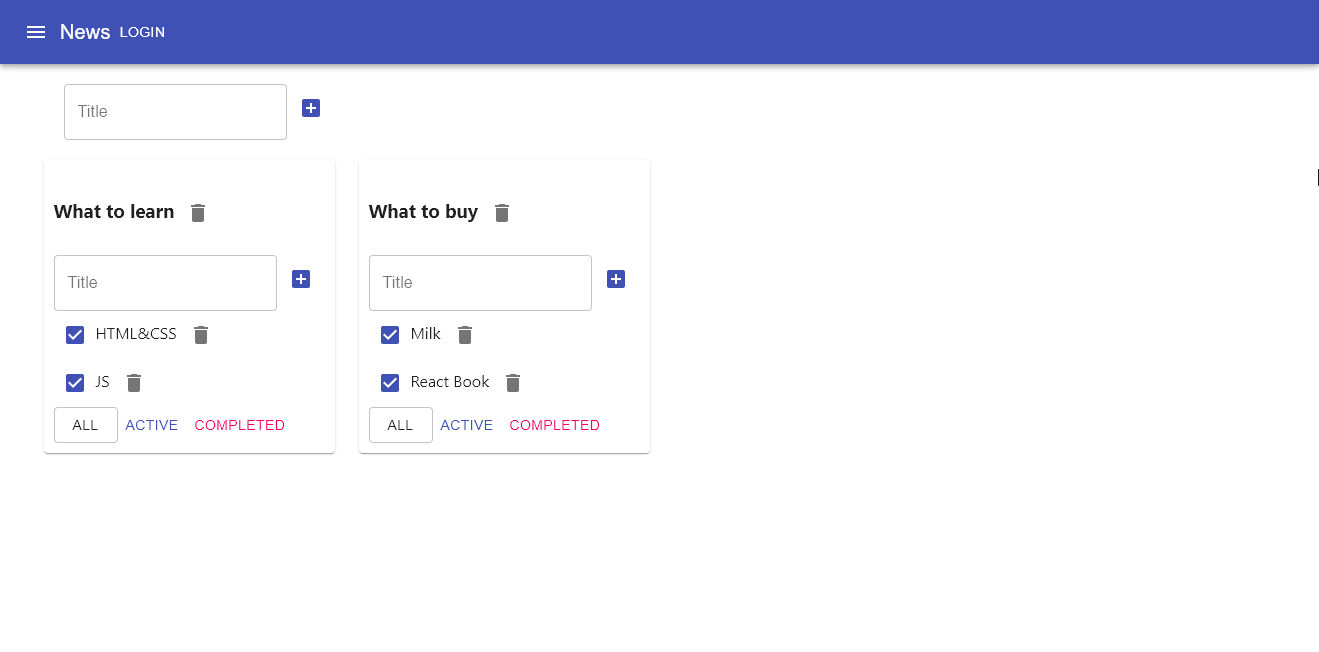 News LOGIN
Title
What to learn
Title
HTML&CSS
JS
ALL ACTIVE COMPLETED
What to buy
Title
Milk
React Book
ALL ACTIVE COMPLETED